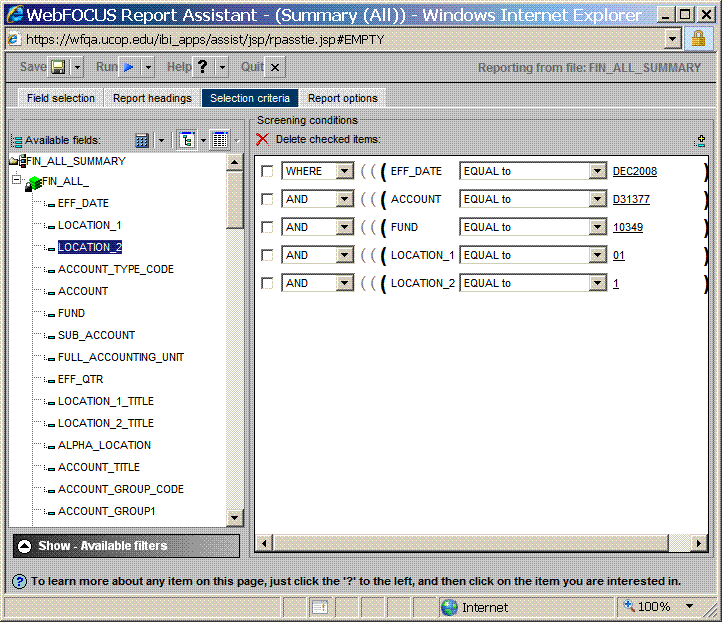 WebFOCUS Report Assistant - (Summary (All)) - Windows Internet Explorer
https://wfqa.ucop.edu/ibi_apps/assist/jsp/rpasstie.jsp#EMPTY
Save Run Help ? Quit Reporting from file: FIN_ALL_SUMMARY
Field selection Report headings Selection criteria Report options
Screening conditions
Available fields:
Delete checked items:
FIN_ALL_SUMMARY
FIN_ALL_
EFF_DATE
LOCATION_1
LOCATION_2
ACCOUNT_TYPE_CODE
ACCOUNT
FUND
SUB_ACCOUNT
FULL_ACCOUNTING_UNIT
EFF_QTR
LOCATION_1_TITLE
LOCATION_2_TITLE
ALPHA_LOCATION
ACCOUNT_TITLE
ACCOUNT_GROUP_CODE
ACCOUNT_GROUP1
WHERE ( ( ( EFF_DATE EQUAL to DEC2008 )
AND ( ( ( ACCOUNT EQUAL to D31377 )
AND ( ( ( FUND EQUAL to 10349 )
AND ( ( ( LOCATION_1 EQUAL to 01 )
AND ( ( ( LOCATION_2 EQUAL to 1 )
Show - Available filters
? To learn more about any item on this page, just click the '?' to the left, and then click on the item you are interested in.
Internet 100%